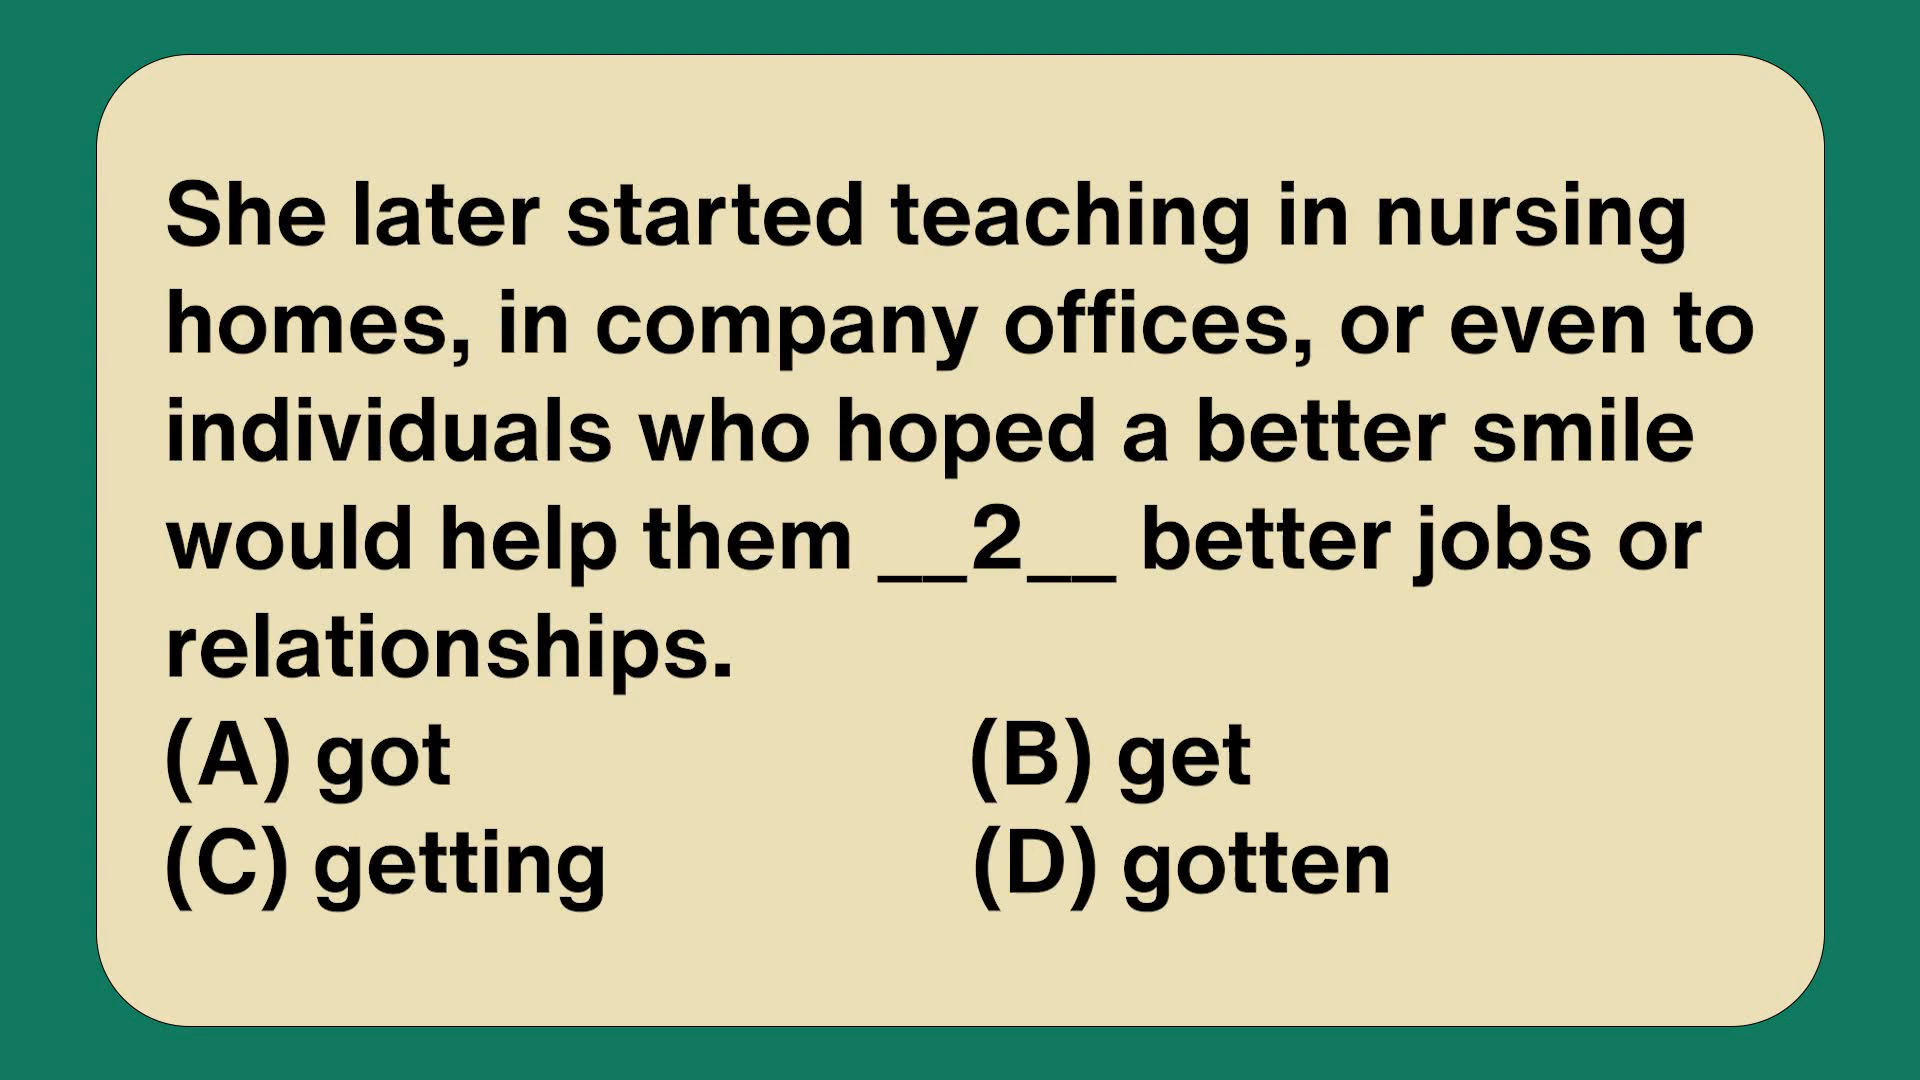 She later started teaching in nursing
homes, in company offices, or even to
individuals who hoped a better smile
would help them __2__ better jobs or
relationships.
(A) got (B) get
(C) getting (D) gotten